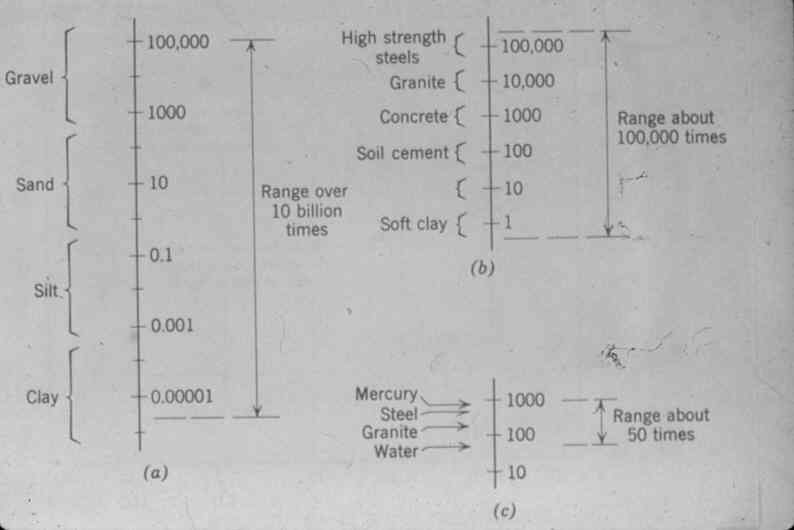 Gravel
Sand
Silt
Clay
100,000
1000
10
0.1
0.001
0.00001
Range over
10 billion
times
(a)
High strength
steels
Granite
Concrete
Soil cement
Soft clay
100,000
10,000
1000
100
10
1
Range about
100,000 times
(b)
Mercury
Steel
Granite
Water
1000
100
10
Range about
50 times
(c)